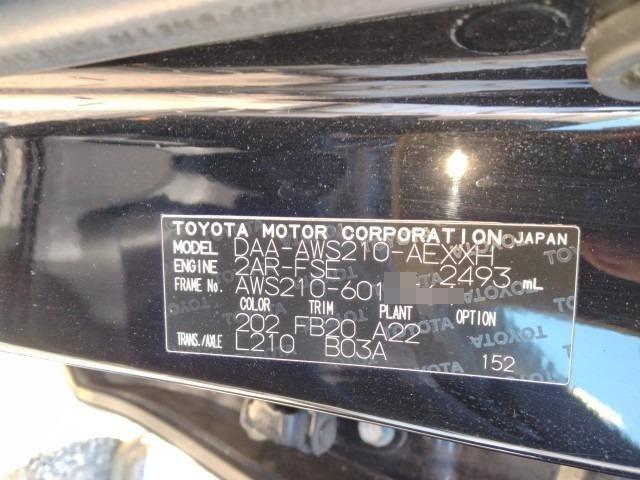 TOYOTA MOTOR CORPORATION JAPAN
MODEL DAA-AWS210-AEXXH
ENGINE 2AR-FSE 2493 mL
FRAME No. AWS210-601
COLOR TRIM PLANT OPTION
202 FB20 A22
TRANS./AXLE L210 B03A
152